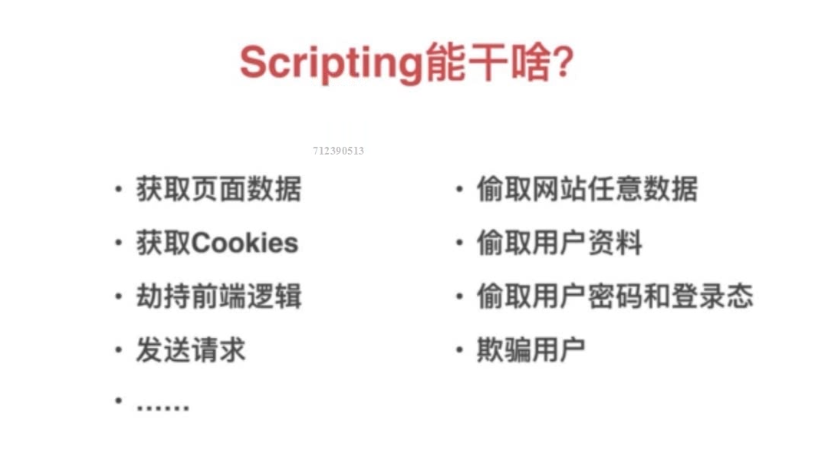 Scripting能干啥?
712390513
• 获取页面数据
• 获取Cookies
• 劫持前端逻辑
• 发送请求
• ……
• 偷取网站任意数据
• 偷取用户资料
• 偷取用户密码和登录态
• 欺骗用户